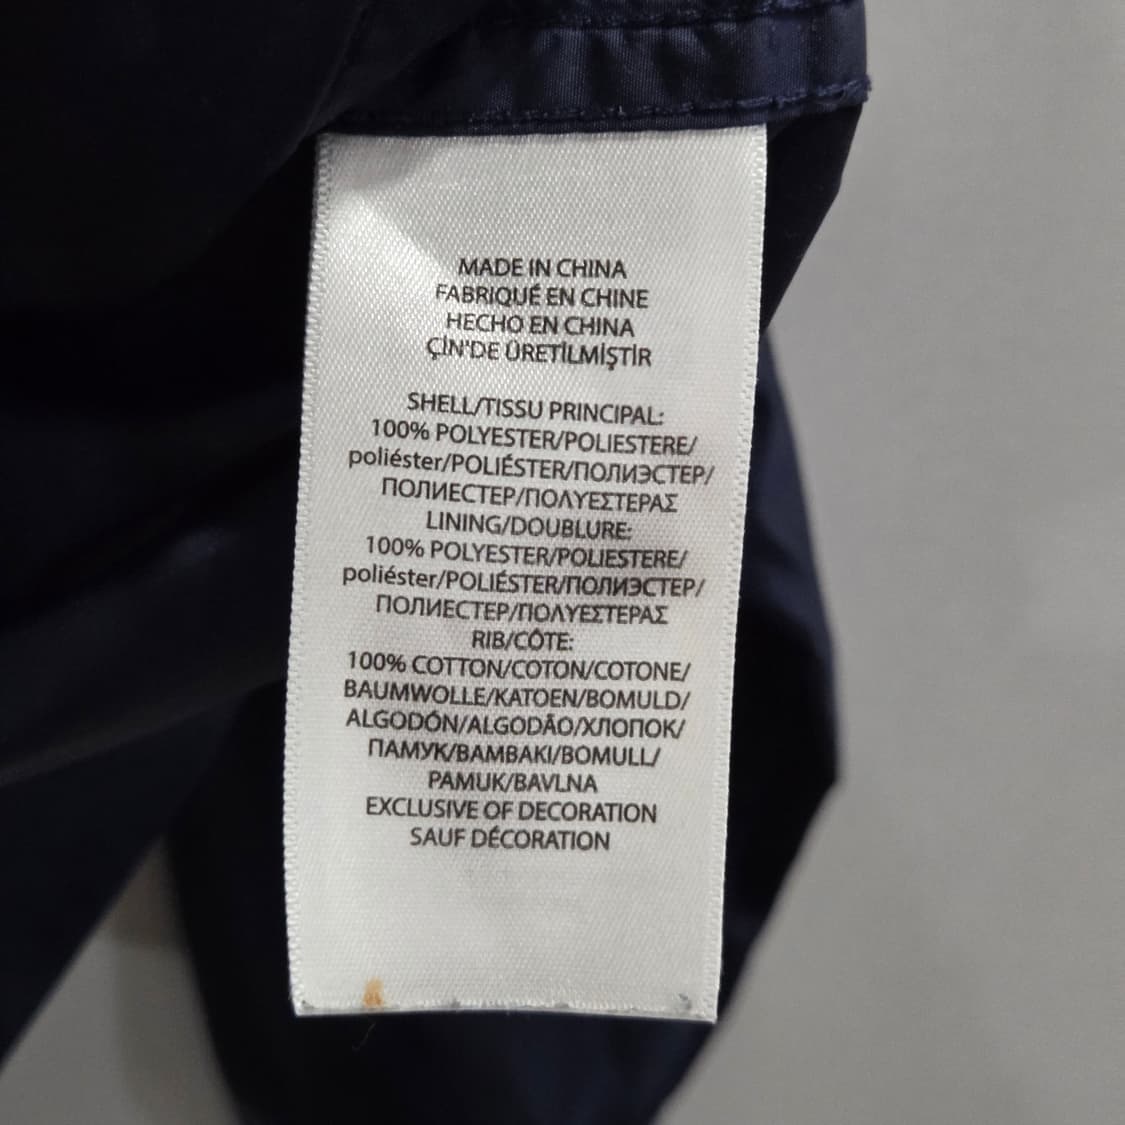 MADE IN CHINA
FABRIQUÉ EN CHINE
HECHO EN CHINA
ÇİN'DE ÜRETİLMİŞTİR
SHELL/TISSU PRINCIPAL:
100% POLYESTER/POLIESTERE/
poliéster/POLIÉSTER/ПОЛИЭСТЕР/
ПОЛИЕСТЕР/ΠΟΛΥΕΣΤΕΡΑΣ
LINING/DOUBLURE:
100% POLYESTER/POLIESTERE/
poliéster/POLIÉSTER/ПОЛИЭСТЕР/
ПОЛИЕСТЕР/ΠΟΛΥΕΣΤΕΡΑΣ
RIB/CÔTE:
100% COTTON/COTON/COTONE/
BAUMWOLLE/KATOEN/BOMULD/
ALGODÓN/ALGODÃO/ХЛОПОК/
ПАМУК/ΒΑΜΒΑΚΙ/BOMULL/
PAMUK/BAVLNA
EXCLUSIVE OF DECORATION
SAUF DÉCORATION